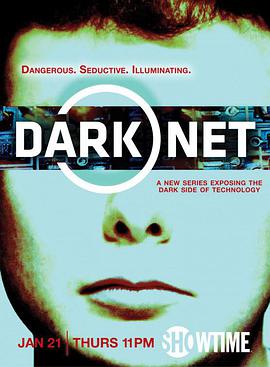 DANGEROUS. SEDUCTIVE. ILLUMINATING.
DARK NET
A NEW SERIES EXPOSING THE
DARK SIDE OF TECHNOLOGY
JAN 21 | THURS 11PM SHOWTIME